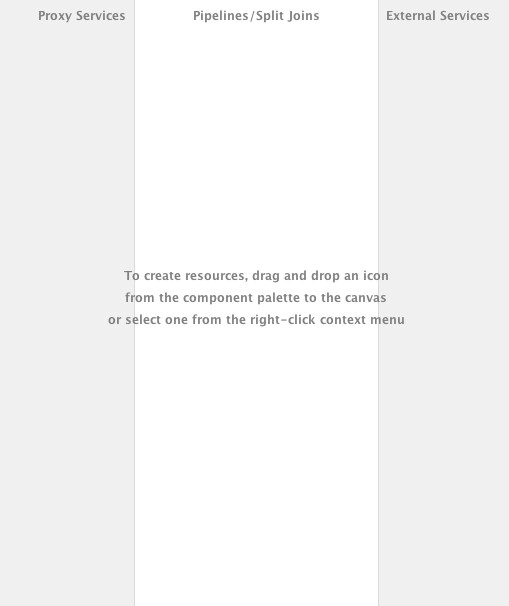 Proxy Services
Pipelines/Split Joins
External Services
To create resources, drag and drop an icon
from the component palette to the canvas
or select one from the right-click context menu